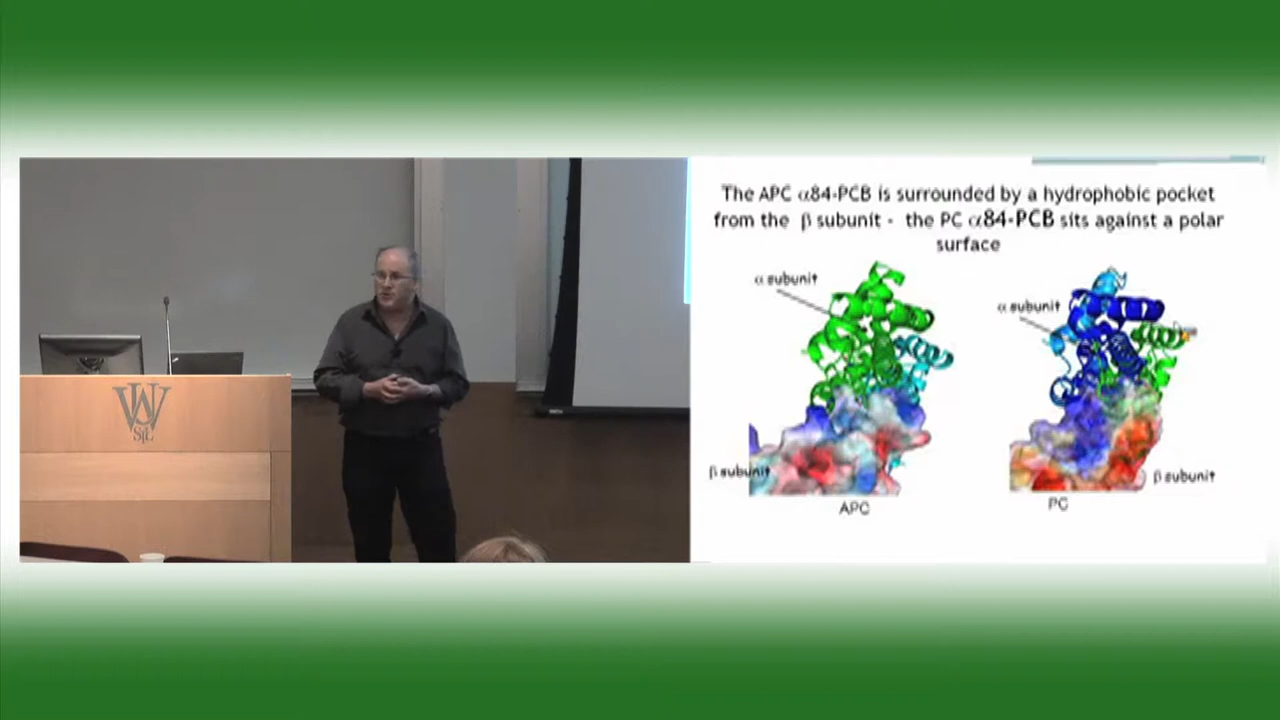 The APC α84-PCB is surrounded by a hydrophobic pocket
from the β subunit - the PC α84-PCB sits against a polar
surface
α subunit
α subunit
β subunit
β subunit
APC
PC
WU
StL